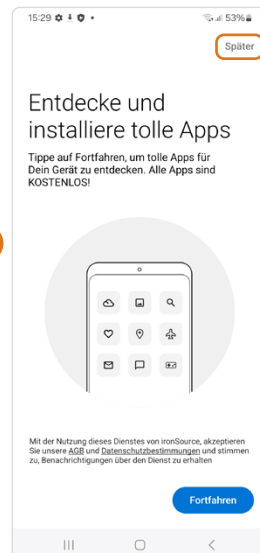 15:29
53%
Später
Entdecke und
installiere tolle Apps
Tippe auf Fortfahren, um tolle Apps für
Dein Gerät zu entdecken. Alle Apps sind
KOSTENLOS!
Mit der Nutzung dieses Dienstes von ironSource, akzeptieren
Sie unsere AGB und Datenschutzbestimmungen und stimmen
zu, Benachrichtigungen über den Dienst zu erhalten
Fortfahren